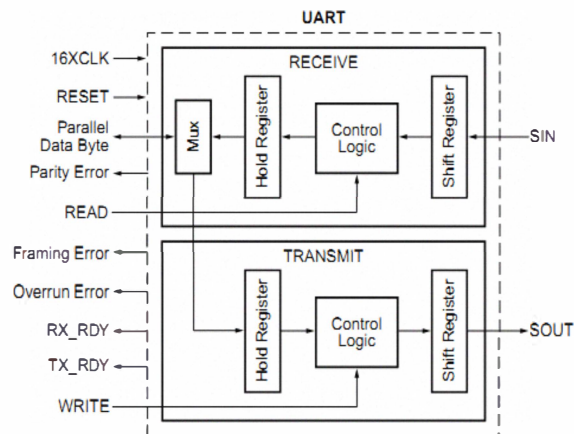 UART
16XCLK
RESET
Parallel
Data Byte
Parity Error
READ
Framing Error
Overrun Error
RX_RDY
TX_RDY
WRITE
RECEIVE
Mux
Hold Register
Control
Logic
Shift Register
SIN
TRANSMIT
Hold Register
Control
Logic
Shift Register
SOUT